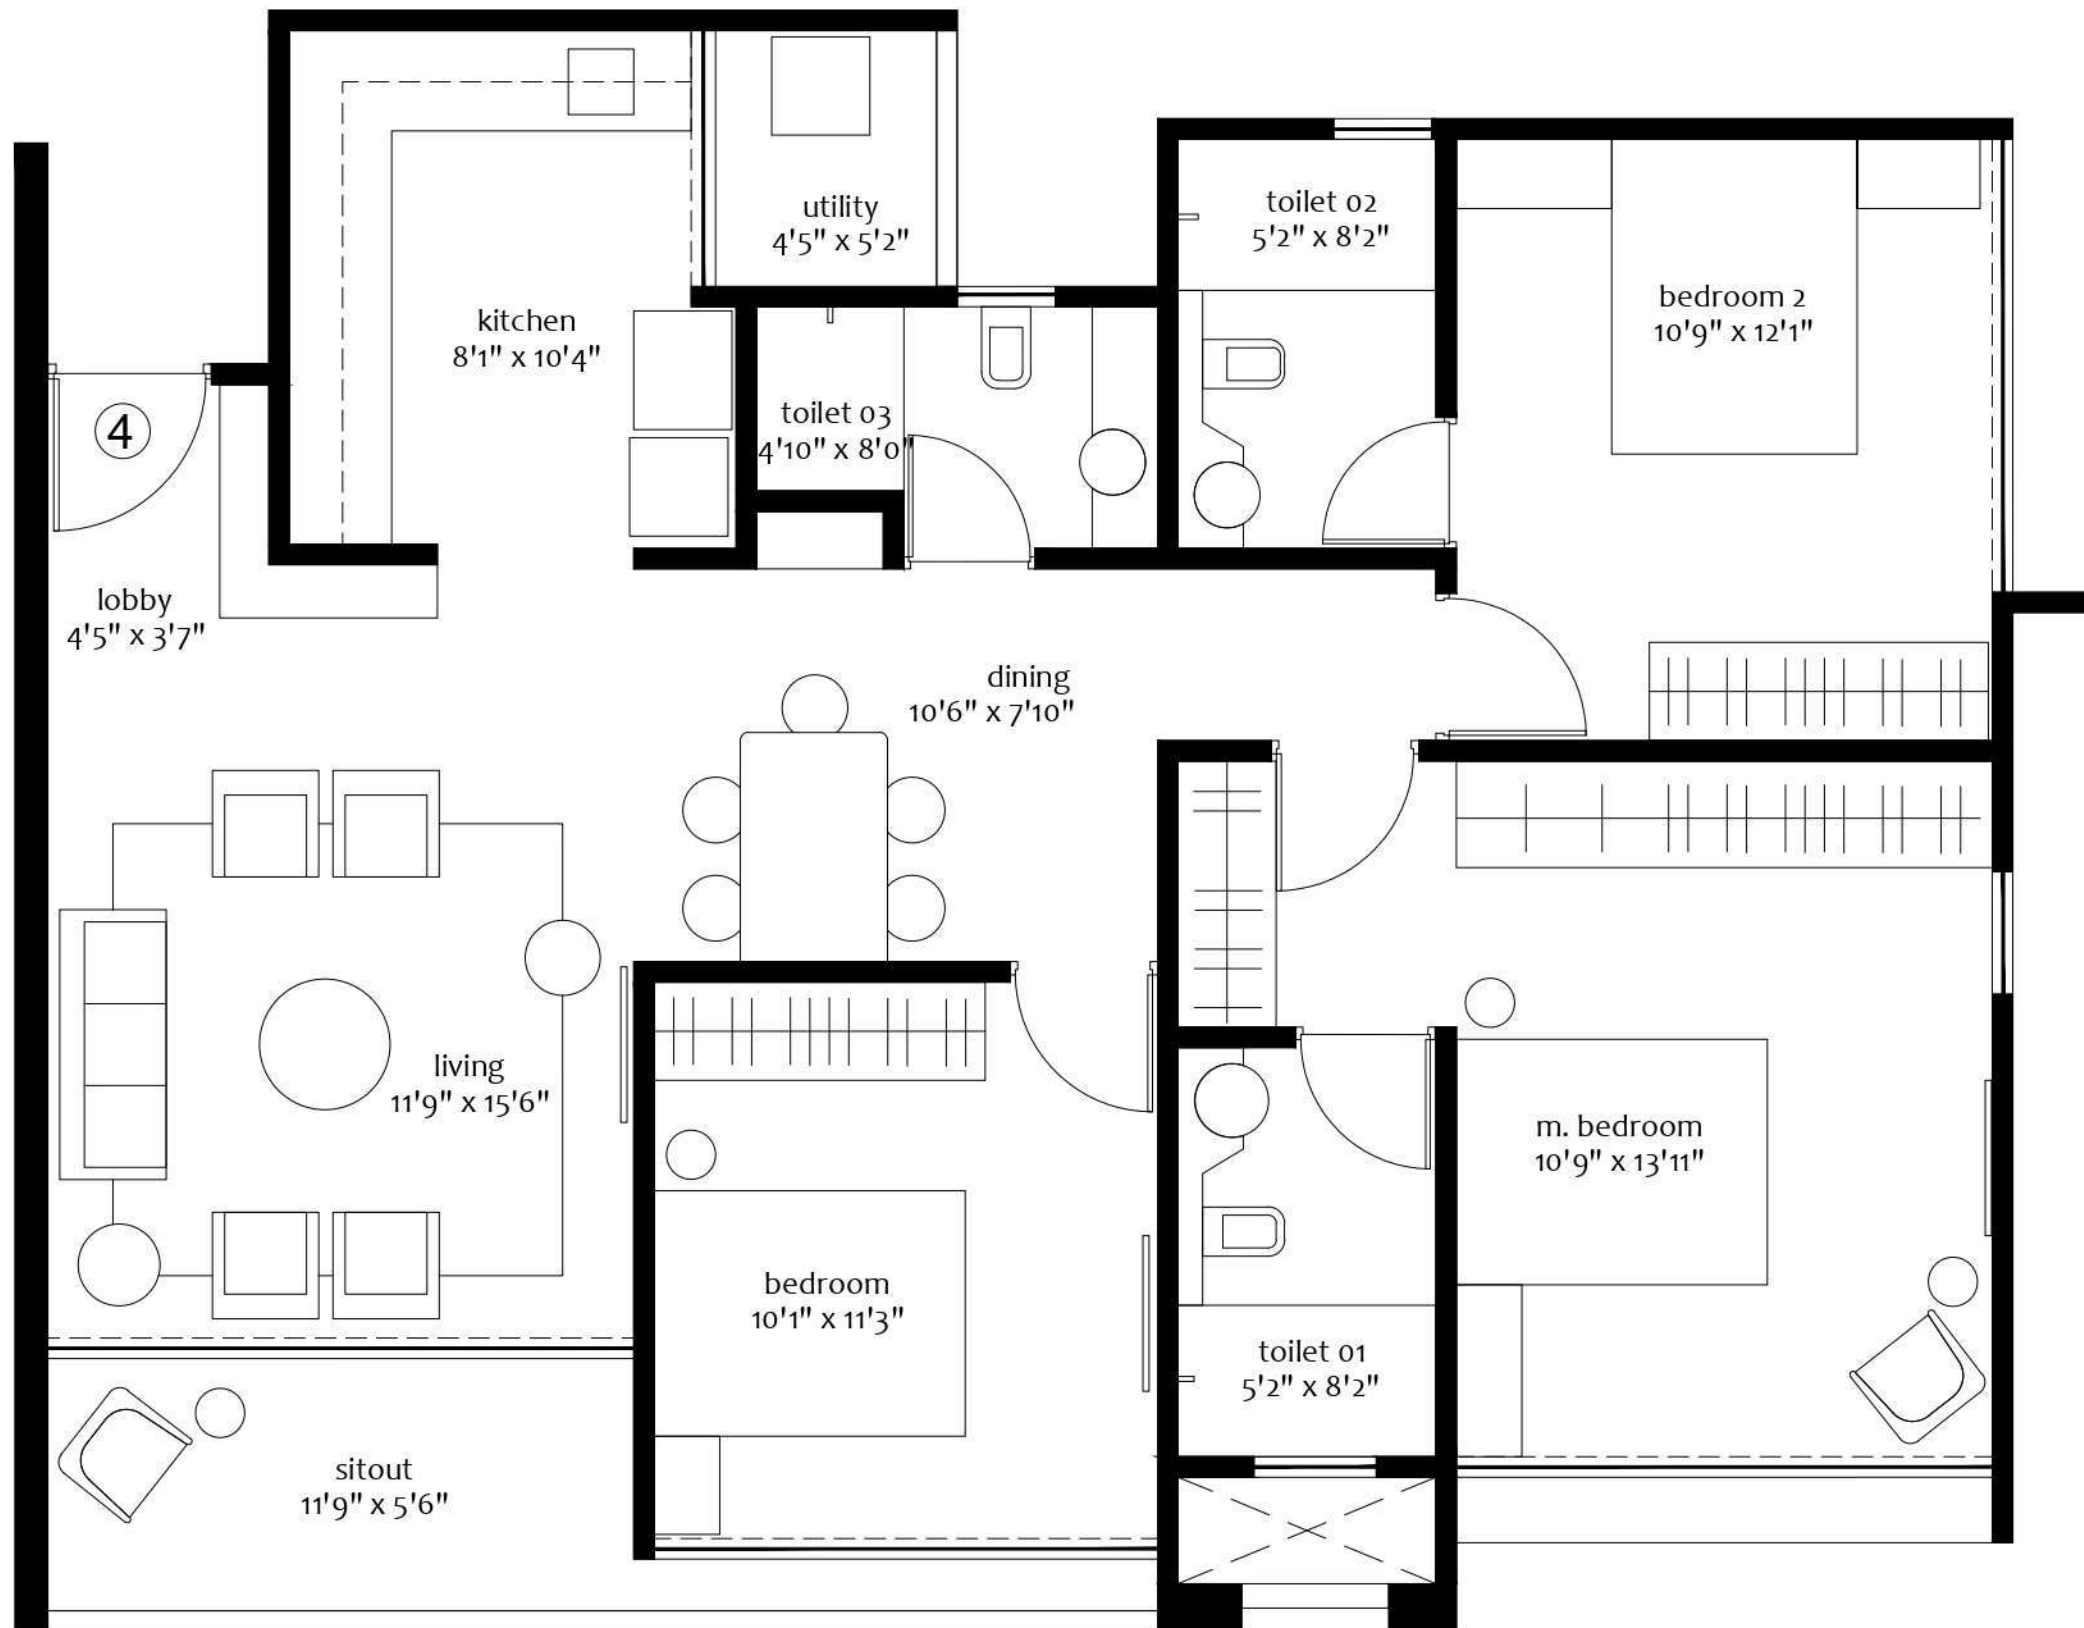 utility
4'5" x 5'2"
toilet 02
5'2" x 8'2"
bedroom 2
10'9" x 12'1"
kitchen
8'1" x 10'4"
toilet 03
4'10" x 8'0"
4
lobby
4'5" x 3'7"
dining
10'6" x 7'10"
living
11'9" x 15'6"
m. bedroom
10'9" x 13'11"
bedroom
10'1" x 11'3"
toilet 01
5'2" x 8'2"
sitout
11'9" x 5'6"